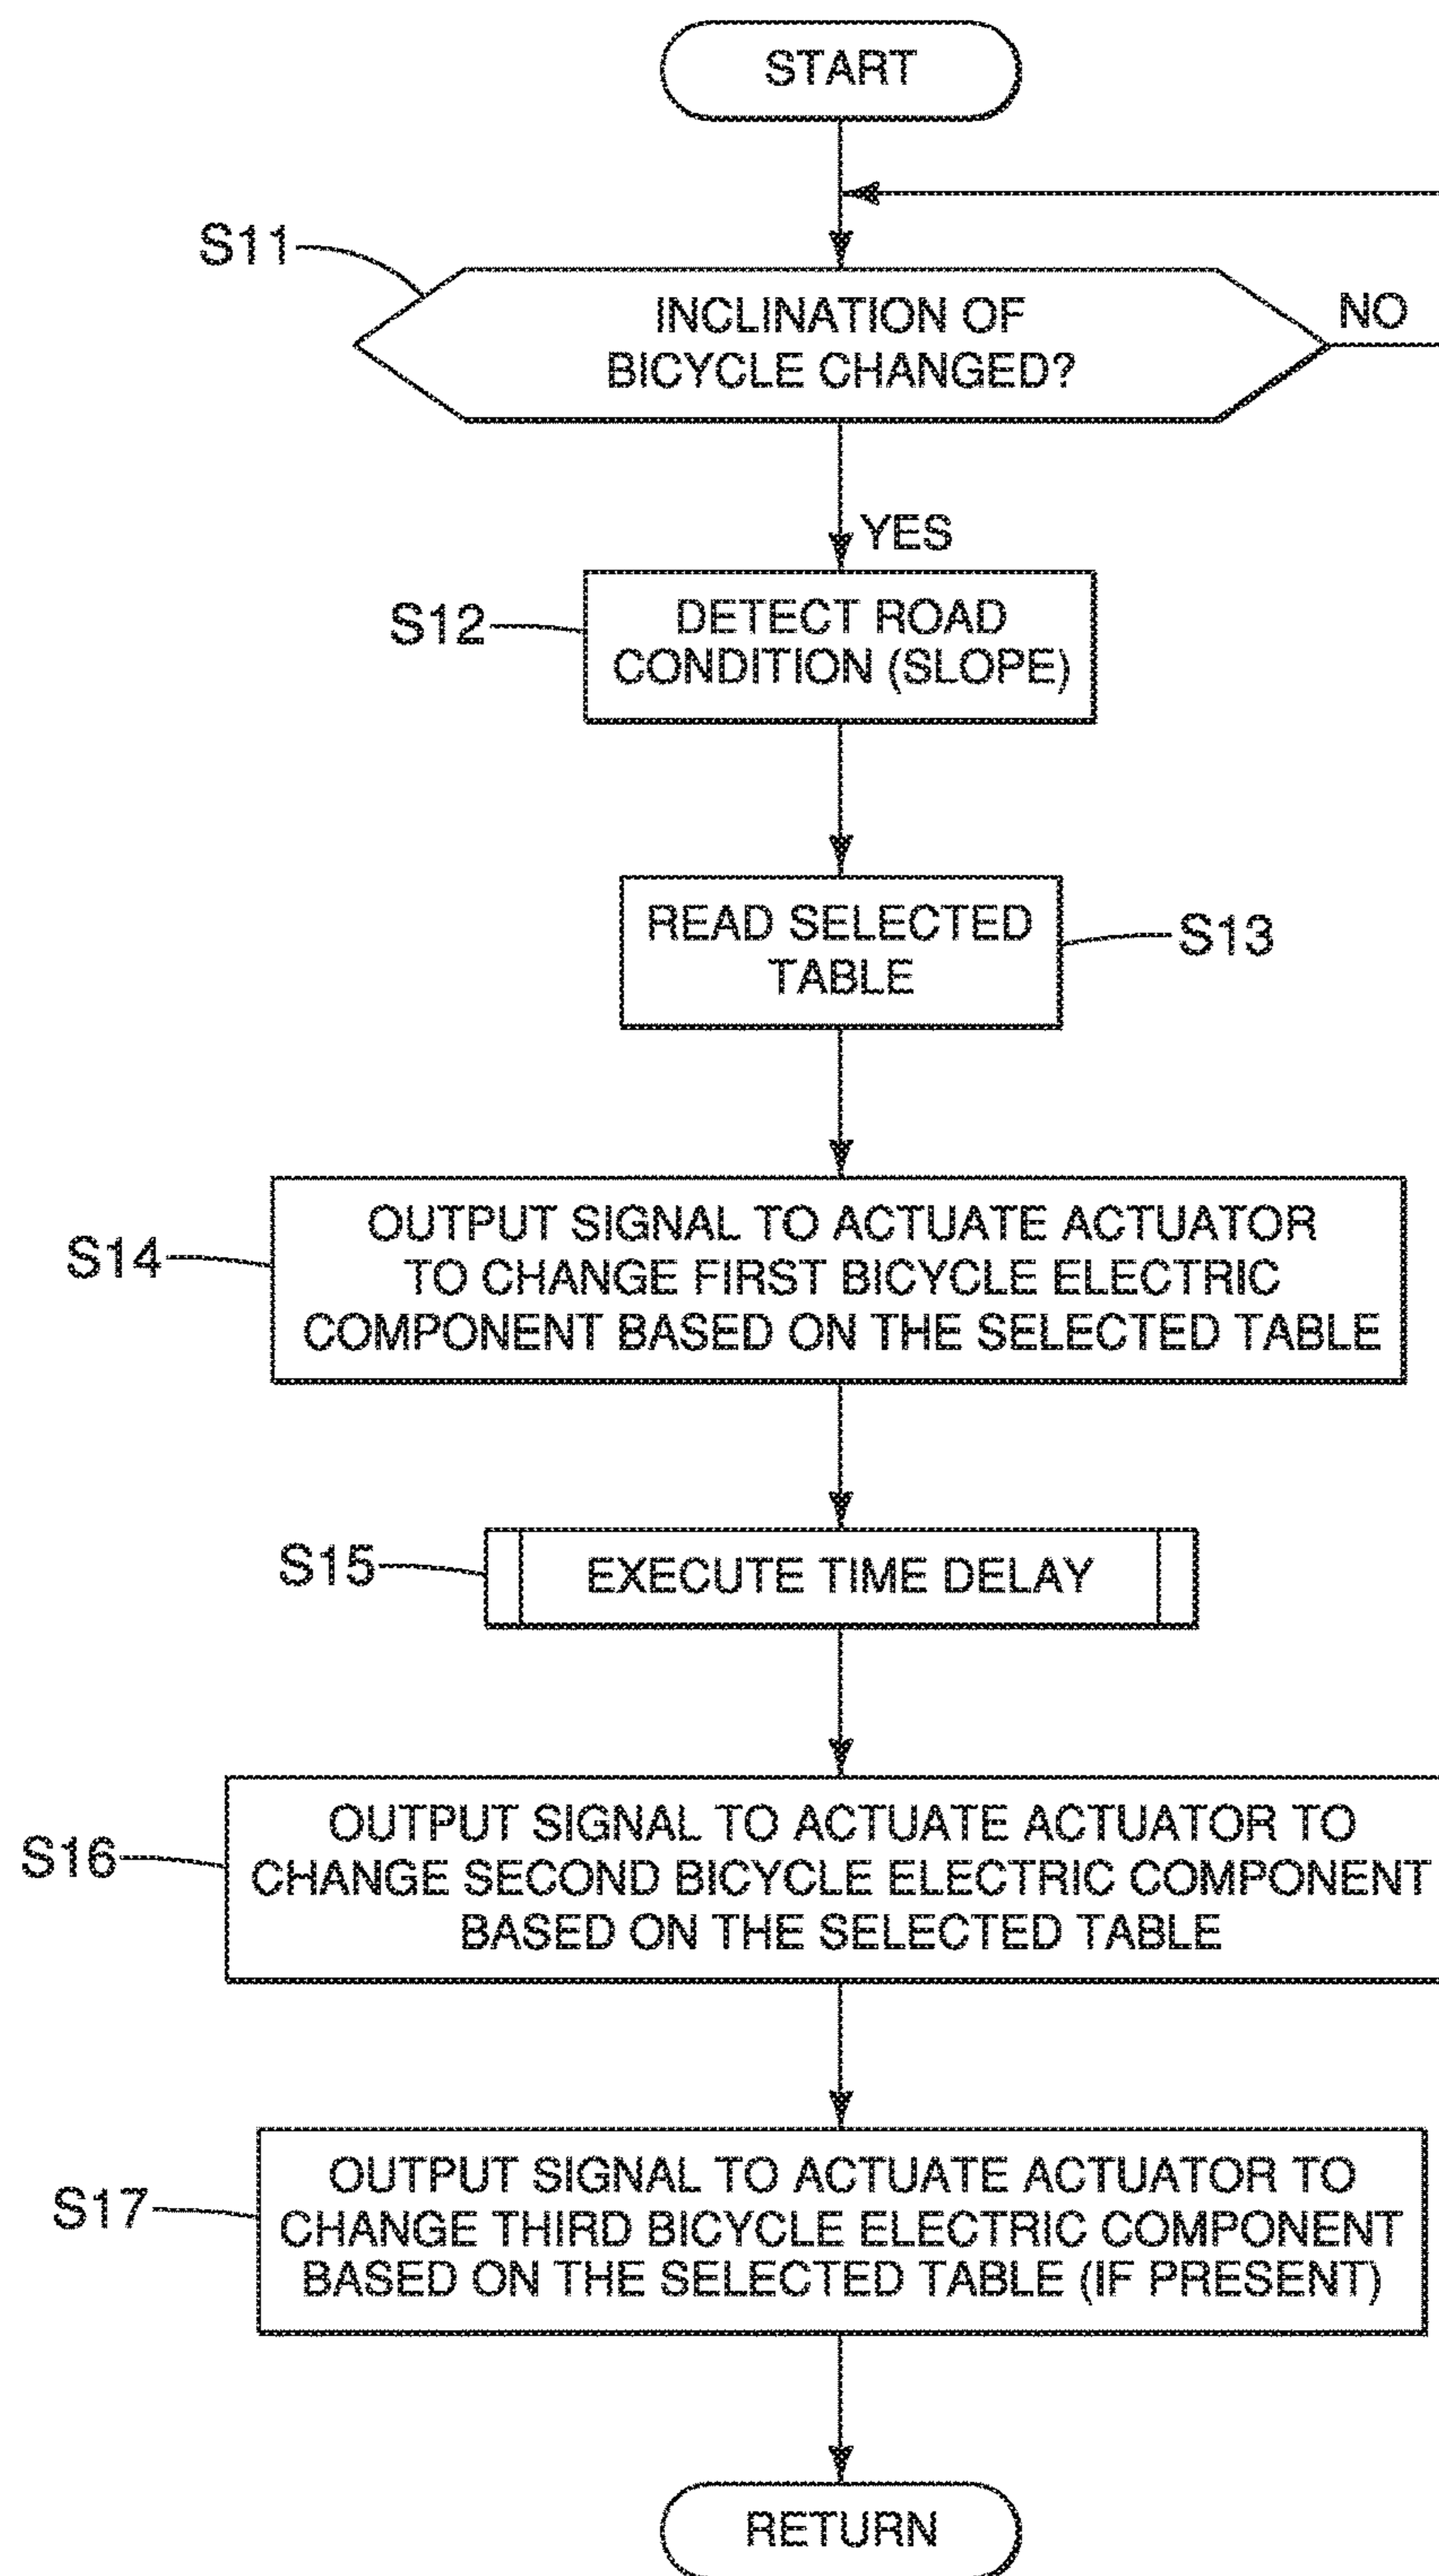 START
S11
INCLINATION OF
BICYCLE CHANGED?
NO
YES
S12
DETECT ROAD
CONDITION (SLOPE)
READ SELECTED
TABLE
S13
S14
OUTPUT SIGNAL TO ACTUATE ACTUATOR
TO CHANGE FIRST BICYCLE ELECTRIC
COMPONENT BASED ON THE SELECTED TABLE
S15
EXECUTE TIME DELAY
S16
OUTPUT SIGNAL TO ACTUATE ACTUATOR TO
CHANGE SECOND BICYCLE ELECTRIC COMPONENT
BASED ON THE SELECTED TABLE
S17
OUTPUT SIGNAL TO ACTUATE ACTUATOR TO
CHANGE THIRD BICYCLE ELECTRIC COMPONENT
BASED ON THE SELECTED TABLE (IF PRESENT)
RETURN